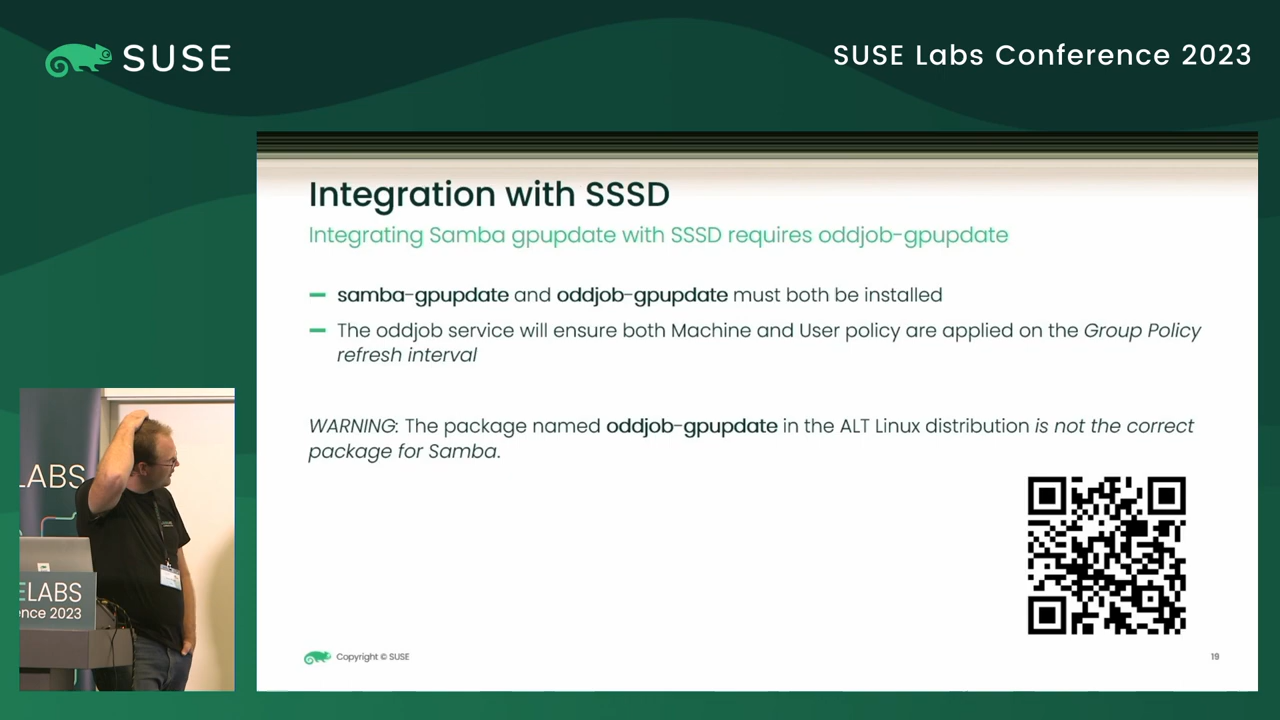 SUSE
SUSE Labs Conference 2023
Integration with SSSD
Integrating Samba gpupdate with SSSD requires oddjob-gpupdate
samba-gpupdate and oddjob-gpupdate must both be installed
The oddjob service will ensure both Machine and User policy are applied on the Group Policy
refresh interval
WARNING: The package named oddjob-gpupdate in the ALT Linux distribution is not the correct
package for Samba.
LABS
ELABS
ence 2023
Copyright © SUSE
19